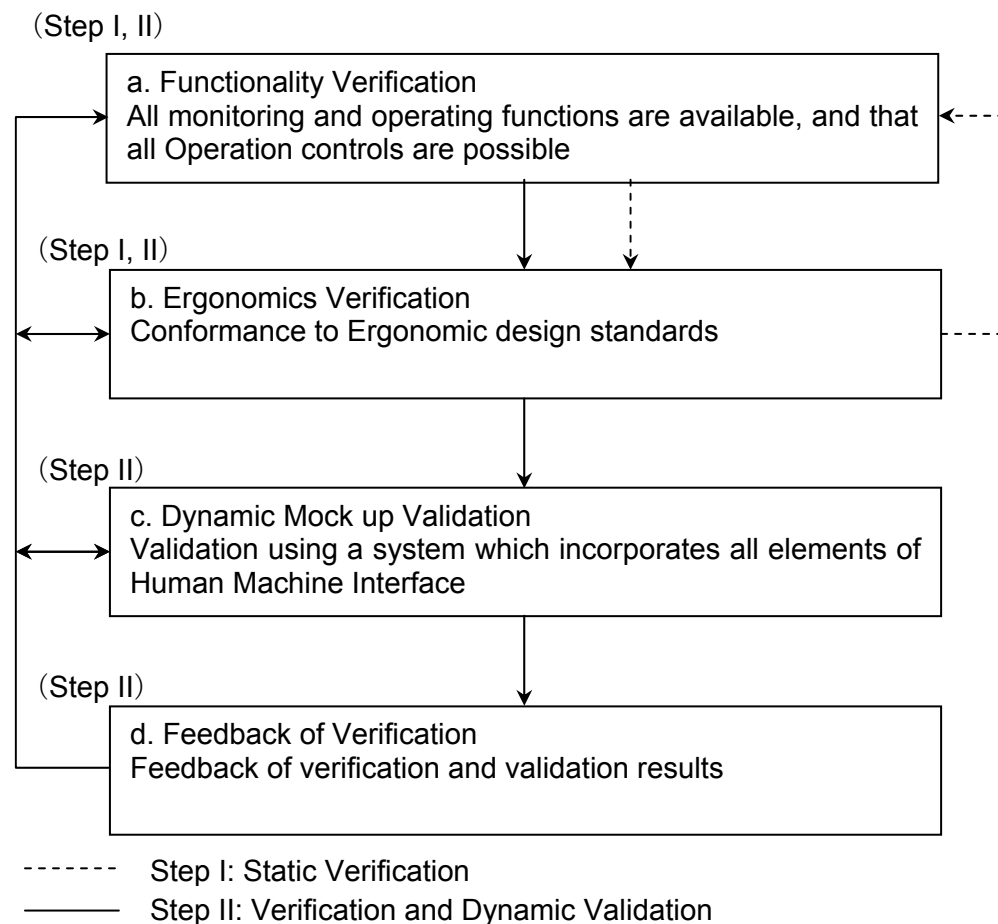 （Step I, II）
a. Functionality Verification
All monitoring and operating functions are available, and that
all Operation controls are possible
（Step I, II）
b. Ergonomics Verification
Conformance to Ergonomic design standards
（Step II）
c. Dynamic Mock up Validation
Validation using a system which incorporates all elements of
Human Machine Interface
（Step II）
d. Feedback of Verification
Feedback of verification and validation results
Step I: Static Verification
Step II: Verification and Dynamic Validation